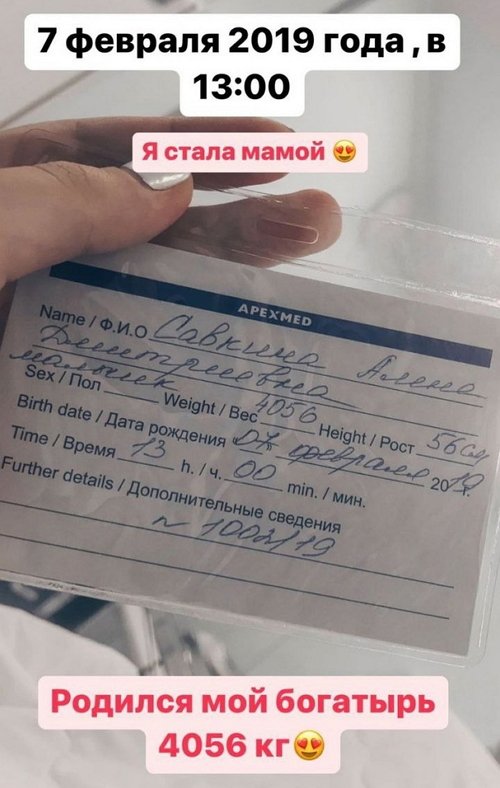 7 февраля 2019 года , в
13:00
Я стала мамой 😍
APEXMED
Name / Ф.И.О Савкина Алена
Дмитриевна
мальчик
Sex / Пол Weight / Вес 4056 Height / Рост 56 см
Birth date / Дата рождения 07 февраля 2019 г.
Time / Время 13 h. / ч. 00 min. / мин.
Further details / Дополнительные сведения
n 1002/19
Родился мой богатырь
4056 кг😍